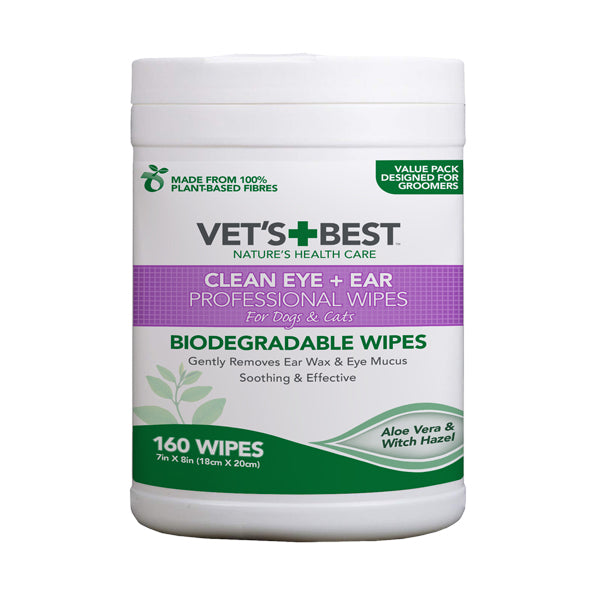 MADE FROM 100%
PLANT-BASED FIBRES
VALUE PACK
DESIGNED FOR
GROOMERS
VET'S+BEST™
NATURE'S HEALTH CARE
CLEAN EYE + EAR
PROFESSIONAL WIPES
For Dogs & Cats
BIODEGRADABLE WIPES
Gently Removes Ear Wax & Eye Mucus
Soothing & Effective
Aloe Vera &
Witch Hazel
160 WIPES
7in X 8in (18cm X 20cm)